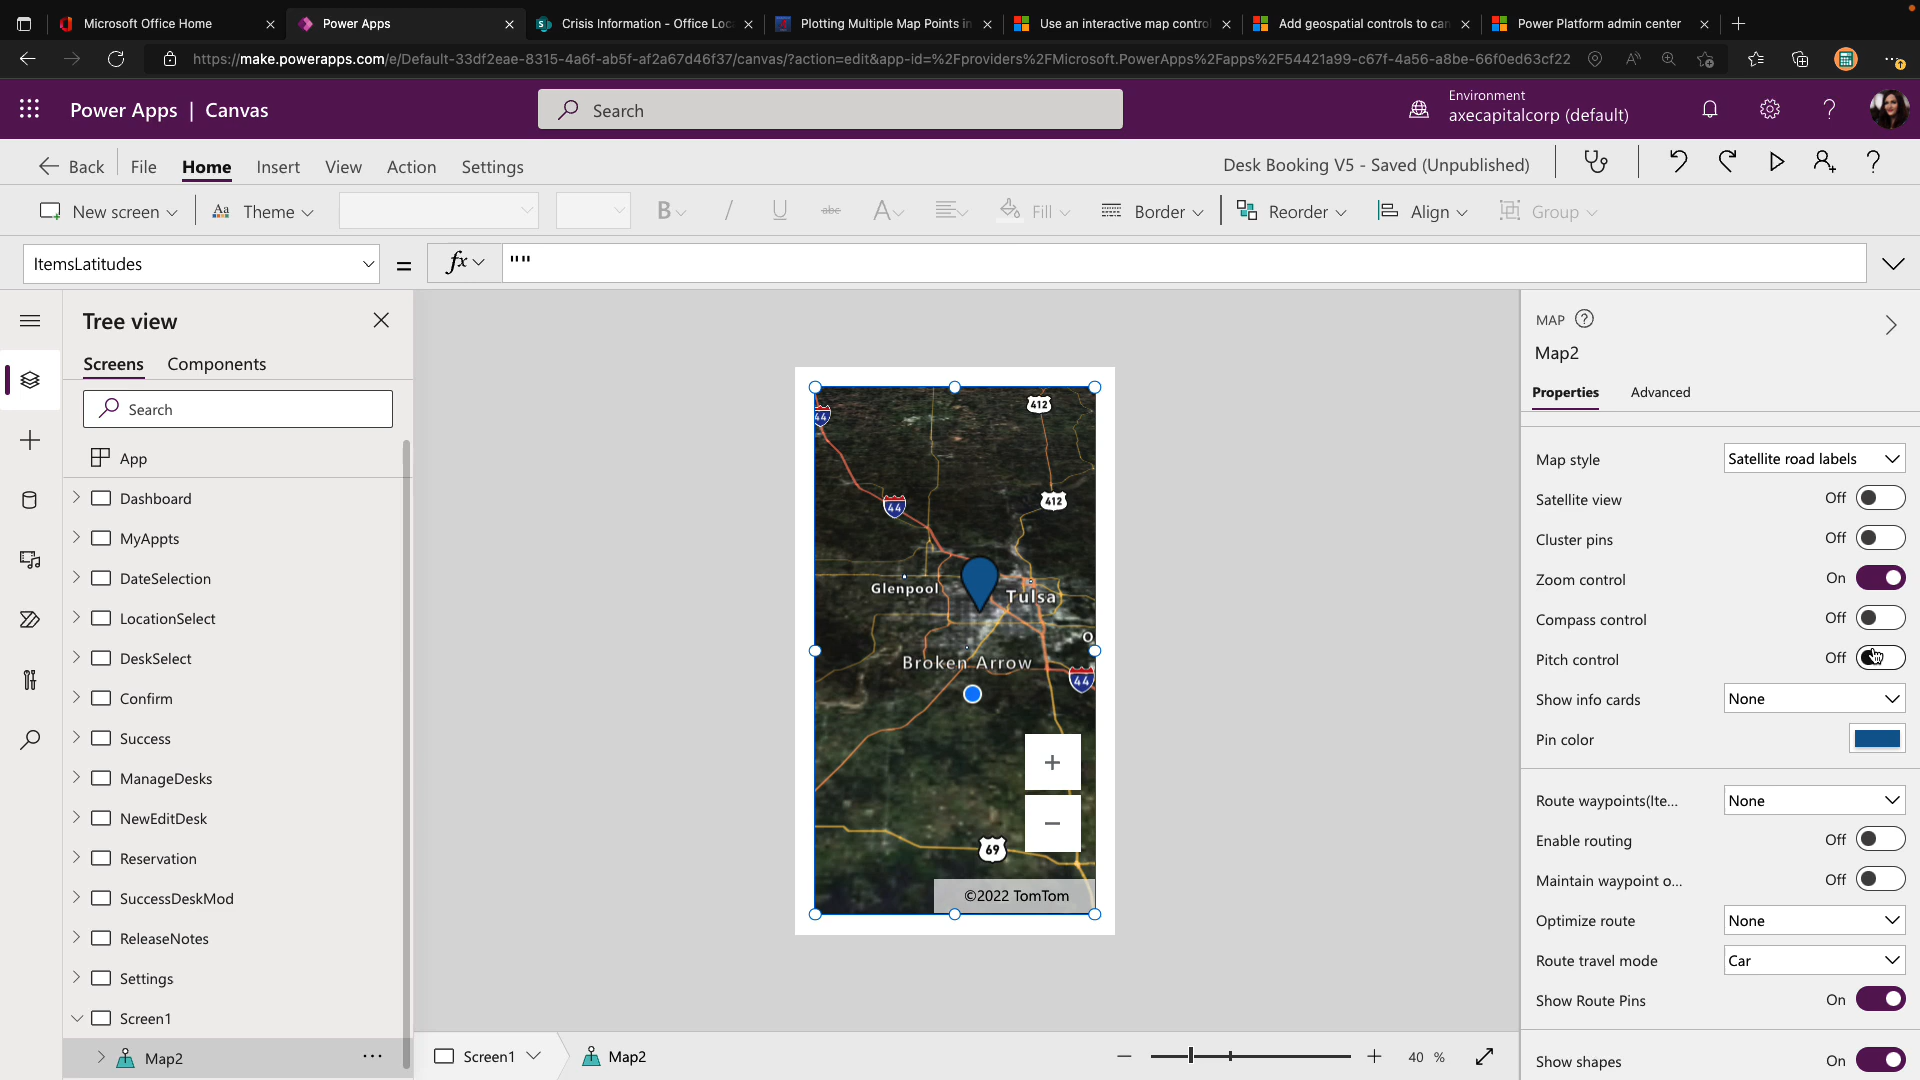 Microsoft Office Home
Power Apps
Crisis Information - Office Loc
Plotting Multiple Map Points in
Use an interactive map contro
Add geospatial controls to can
Power Platform admin center
https://make.powerapps.com/e/Default-33df2eae-8315-4a6f-ab5f-af2a67d46f37/canvas/?action=edit&app-id=%2Fproviders%2FMicrosoft.PowerApps%2Fapps%2F54421a99-c67f-4a56-a8be-66f0ed63cf22
Power Apps | Canvas
Search
Environment
axecapitalcorp (default)
Back
File
Home
Insert
View
Action
Settings
Desk Booking V5 - Saved (Unpublished)
New screen
Aa Theme
B
/
U
abc
A
Fill
Border
Reorder
Align
Group
ItemsLatitudes
=
fx
""
Tree view
Screens
Components
Search
App
Dashboard
MyAppts
DateSelection
LocationSelect
DeskSelect
Confirm
Success
ManageDesks
NewEditDesk
Reservation
SuccessDeskMod
ReleaseNotes
Settings
Screen1
Map2
44
412
44
412
Glenpool
Tulsa
O
Broken Arrow
44
+
−
69
©2022 TomTom
Screen1
Map2
40 %
MAP
Map2
Properties
Advanced
Map style
Satellite road labels
Satellite view
Off
Cluster pins
Off
Zoom control
On
Compass control
Off
Pitch control
Off
Show info cards
None
Pin color
Route waypoints(Ite...
None
Enable routing
Off
Maintain waypoint o...
Off
Optimize route
None
Route travel mode
Car
Show Route Pins
On
Show shapes
On